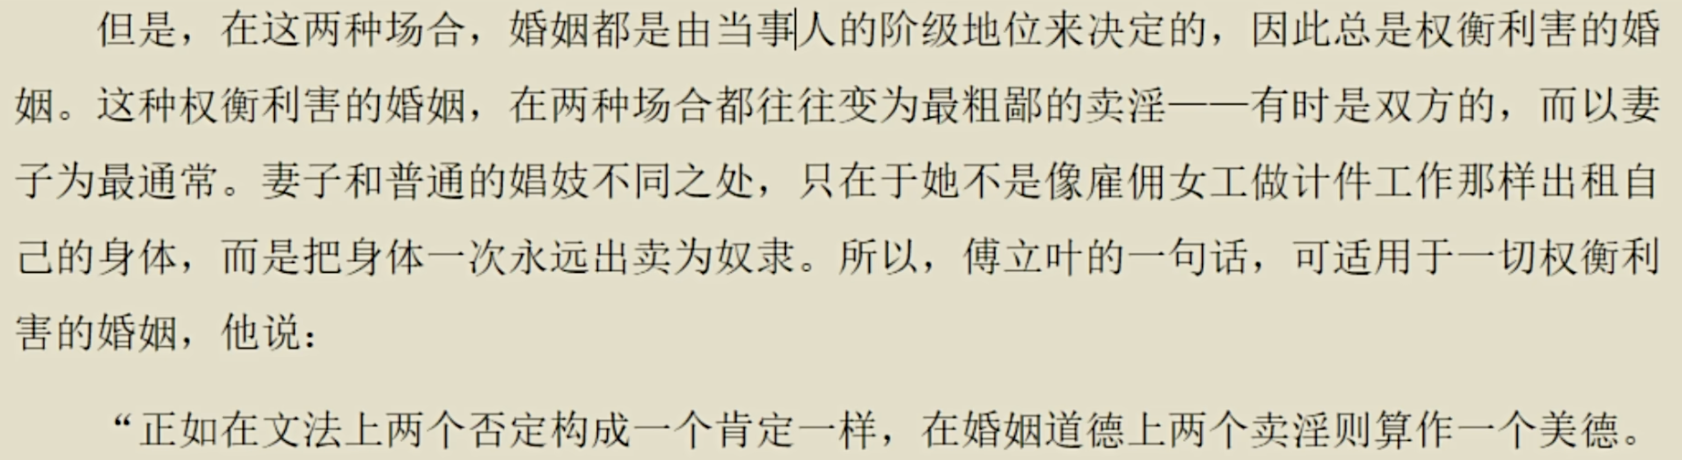 但是，在这两种场合，婚姻都是由当事人的阶级地位来决定的，因此总是权衡利害的婚
姻。这种权衡利害的婚姻，在两种场合都往往变为最粗鄙的卖淫——有时是双方的，而以妻
子为最通常。妻子和普通的娼妓不同之处，只在于她不是像雇佣女工做计件工作那样出租自
己的身体，而是把身体一次永远出卖为奴隶。所以，傅立叶的一句话，可适用于一切权衡利
害的婚姻，他说：
“正如在文法上两个否定构成一个肯定一样，在婚姻道德上两个卖淫则算作一个美德。